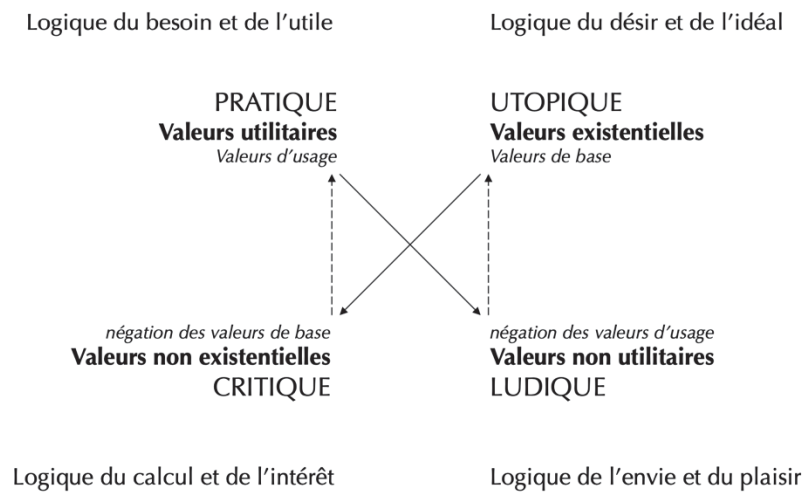 Logique du besoin et de l’utile
Logique du désir et de l’idéal
PRATIQUE
Valeurs utilitaires
Valeurs d’usage
UTOPIQUE
Valeurs existentielles
Valeurs de base
négation des valeurs de base
Valeurs non existentielles
CRITIQUE
négation des valeurs d’usage
Valeurs non utilitaires
LUDIQUE
Logique du calcul et de l’intérêt
Logique de l’envie et du plaisir